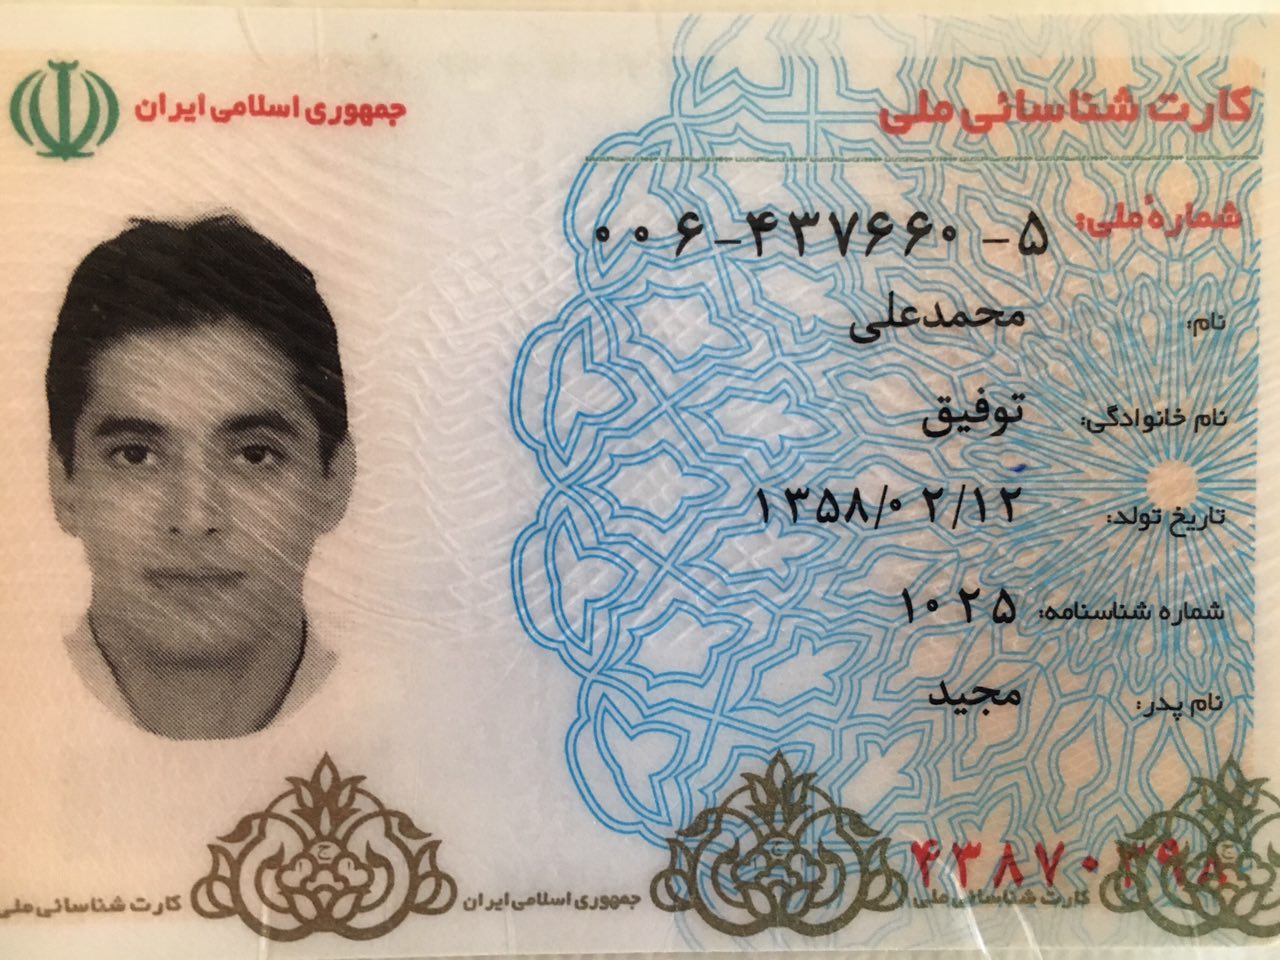 کارت شناسائی ملی
جمهوری اسلامی ایران
شمارهٔ ملی: ۰۰۶-۴۳۷۶۶۰-۵
نام: محمدعلی
نام خانوادگی: توفیق
تاریخ تولد: ۱۳۵۸/۰۲/۱۲
شماره شناسنامه: ۱۰۲۵
نام پدر: مجید
کارت شناسائی ملی
جمهوری اسلامی ایران
کارت شناسائی ملی